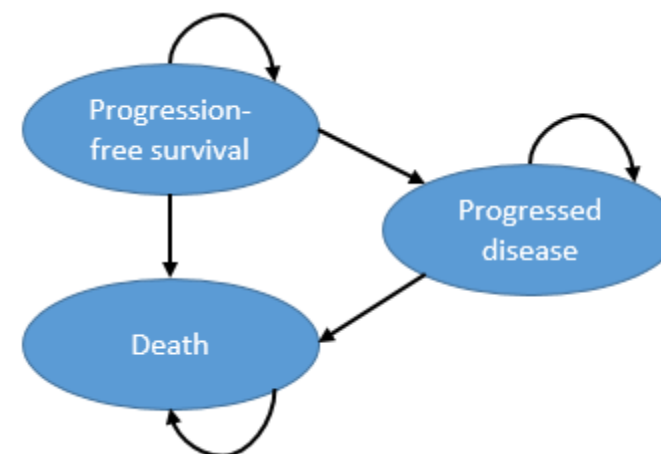 Progression-
free survival
Progressed
disease
Death